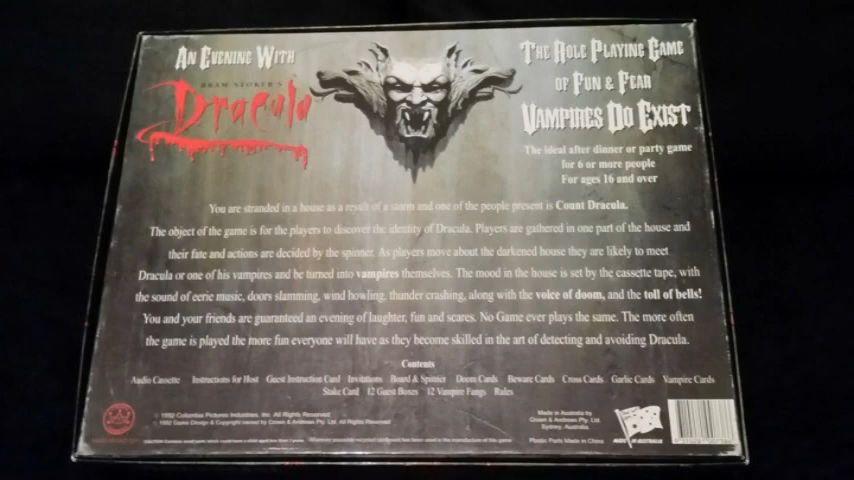 An Evening With
BRAM STOKER'S
Dracula
The Role Playing Game
of Fun & Fear
Vampires Do Exist
The ideal after dinner or party game
for 6 or more people
For ages 16 and over
You are stranded in a house as a result of a storm and one of the people present is Count Dracula.
The object of the game is for the players to discover the identity of Dracula. Players are gathered in one part of the house and
their fate and actions are decided by the spinner. As players move about the darkened house they are likely to meet
Dracula or one of his vampires and be turned into vampires themselves. The mood in the house is set by the cassette tape, with
the sound of eerie music, doors slamming, wind howling, thunder crashing, along with the voice of doom, and the toll of bells!
You and your friends are guaranteed an evening of laughter, fun and scares. No Game ever plays the same. The more often
the game is played the more fun everyone will have as they become skilled in the art of detecting and avoiding Dracula.
Contents
Audio Cassette Instructions for Host Guest Instruction Card Invitations Board & Spinner Doom Cards Beware Cards Cross Cards Garlic Cards Vampire Cards
Stake Card 12 Guest Boxes 12 Vampire Fangs Rules
© 1992 Columbia Pictures Industries, Inc. All Rights Reserved
© 1992 Game Design & Copyright owned by Crown & Andrews Pty. Ltd. All Rights Reserved
Made in Australia by
Crown & Andrews Pty. Ltd.
Sydney, Australia
Plastic Parts Made in China
MADE IN AUSTRALIA